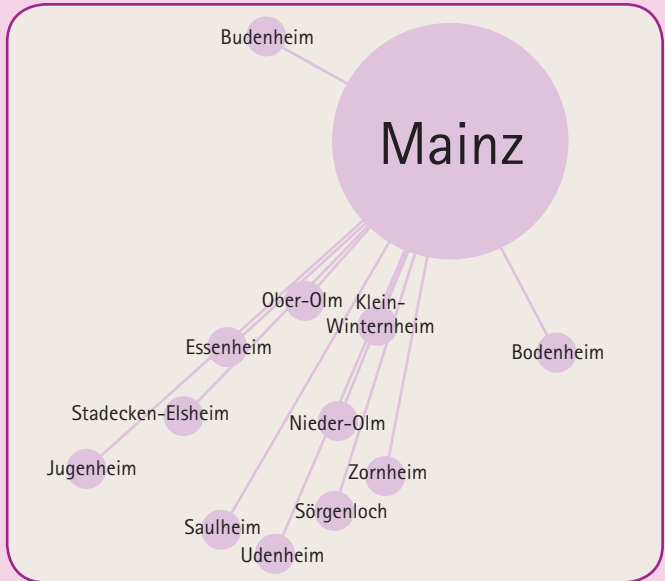 Budenheim
Mainz
Ober-Olm
Klein-
Winternheim
Essenheim
Bodenheim
Stadecken-Elsheim
Nieder-Olm
Jugenheim
Zornheim
Sörgenloch
Saulheim
Udenheim